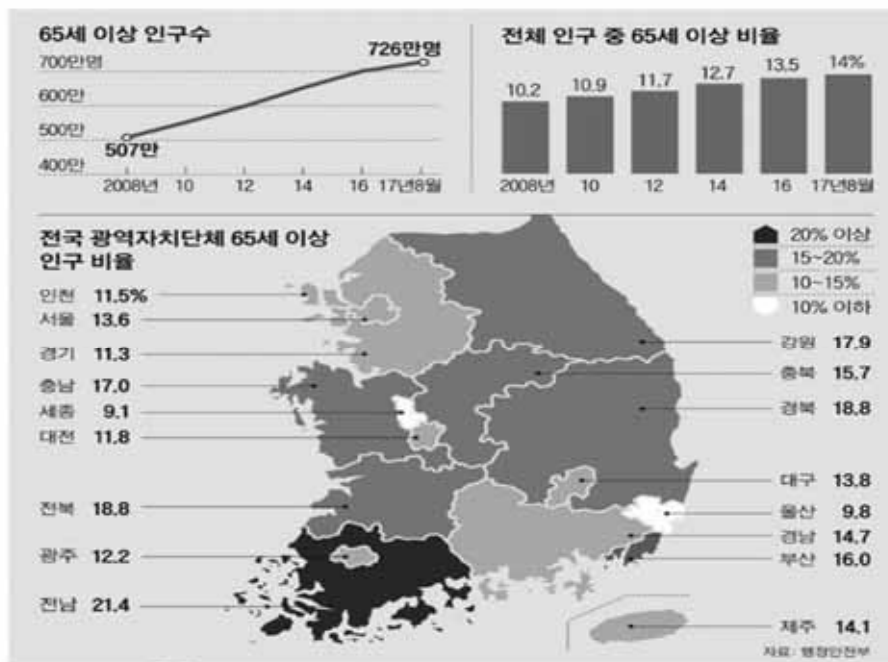 65세 이상 인구수
726만명
700만명
600만
500만
507만
400만
2008년 10 12 14 16 17년8월
전체 인구 중 65세 이상 비율
10.2 10.9 11.7 12.7 13.5 14%
2008년 10 12 14 16 17년8월
전국 광역자치단체 65세 이상
인구 비율
20% 이상
15~20%
10~15%
10% 이하
인천 11.5%
서울 13.6
경기 11.3
충남 17.0
세종 9.1
대전 11.8
전북 18.8
광주 12.2
전남 21.4
강원 17.9
충북 15.7
경북 18.8
대구 13.8
울산 9.8
경남 14.7
부산 16.0
제주 14.1
자료: 행정안전부